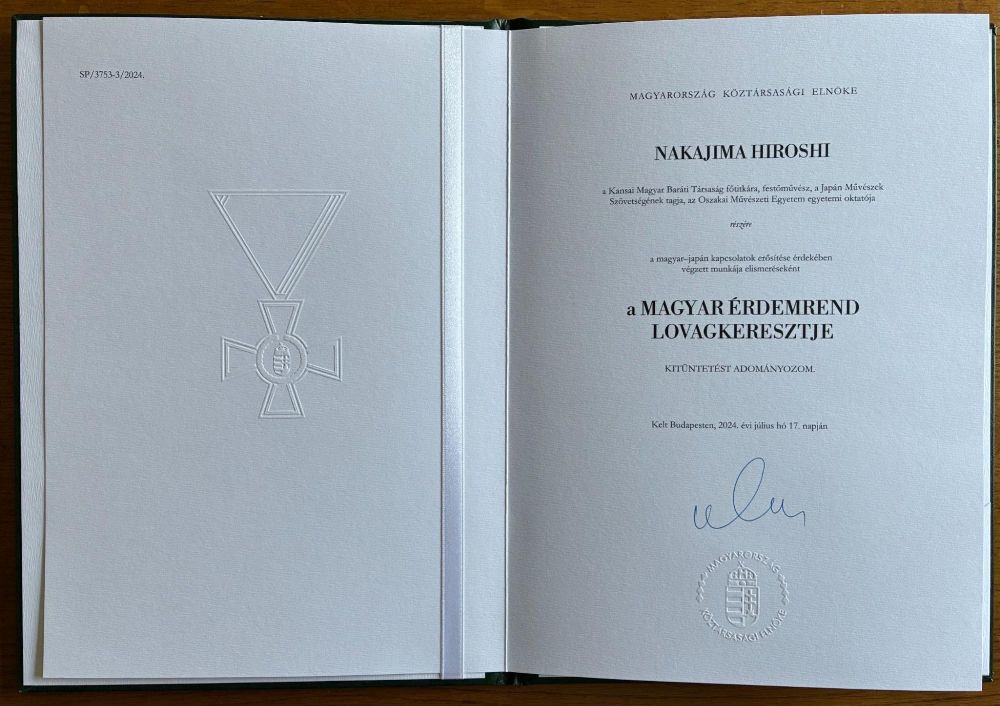 SP/3753-3/2024.
MAGYARORSZÁG KÖZTÁRSASÁGI ELNÖKE
NAKAJIMA HIROSHI
a Kansai Magyar Baráti Társaság főtitkára, festőművész, a Japán Művészek
Szövetségének tagja, az Oszakai Művészeti Egyetem egyetemi oktatója
részére
a magyar–japán kapcsolatok erősítése érdekében
végzett munkája elismeréseként
a MAGYAR ÉRDEMREND
LOVAGKERESZTJE
KITÜNTETÉST ADOMÁNYOZOM.
Kelt Budapesten, 2024. évi július hó 17. napján
MAGYARORSZÁG
KÖZTÁRSASÁGI ELNÖKE